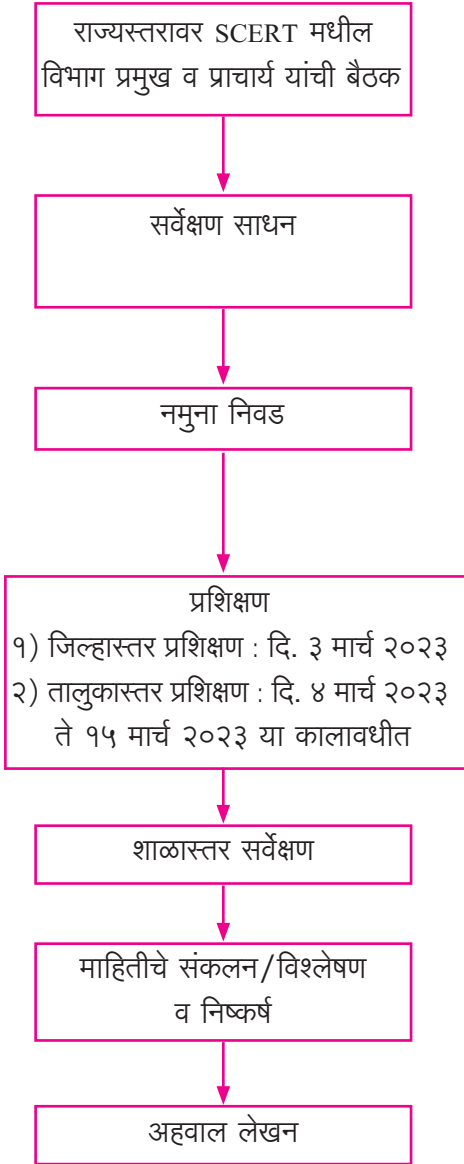 राज्यस्तरावर SCERT मधील
विभाग प्रमुख व प्राचार्य यांची बैठक
सर्वेक्षण साधन
नमुना निवड
प्रशिक्षण
१) जिल्हास्तर प्रशिक्षण : दि. ३ मार्च २०२३
२) तालुकास्तर प्रशिक्षण : दि. ४ मार्च २०२३
ते १५ मार्च २०२३ या कालावधीत
शाळास्तर सर्वेक्षण
माहितीचे संकलन/विश्लेषण
व निष्कर्ष
अहवाल लेखन